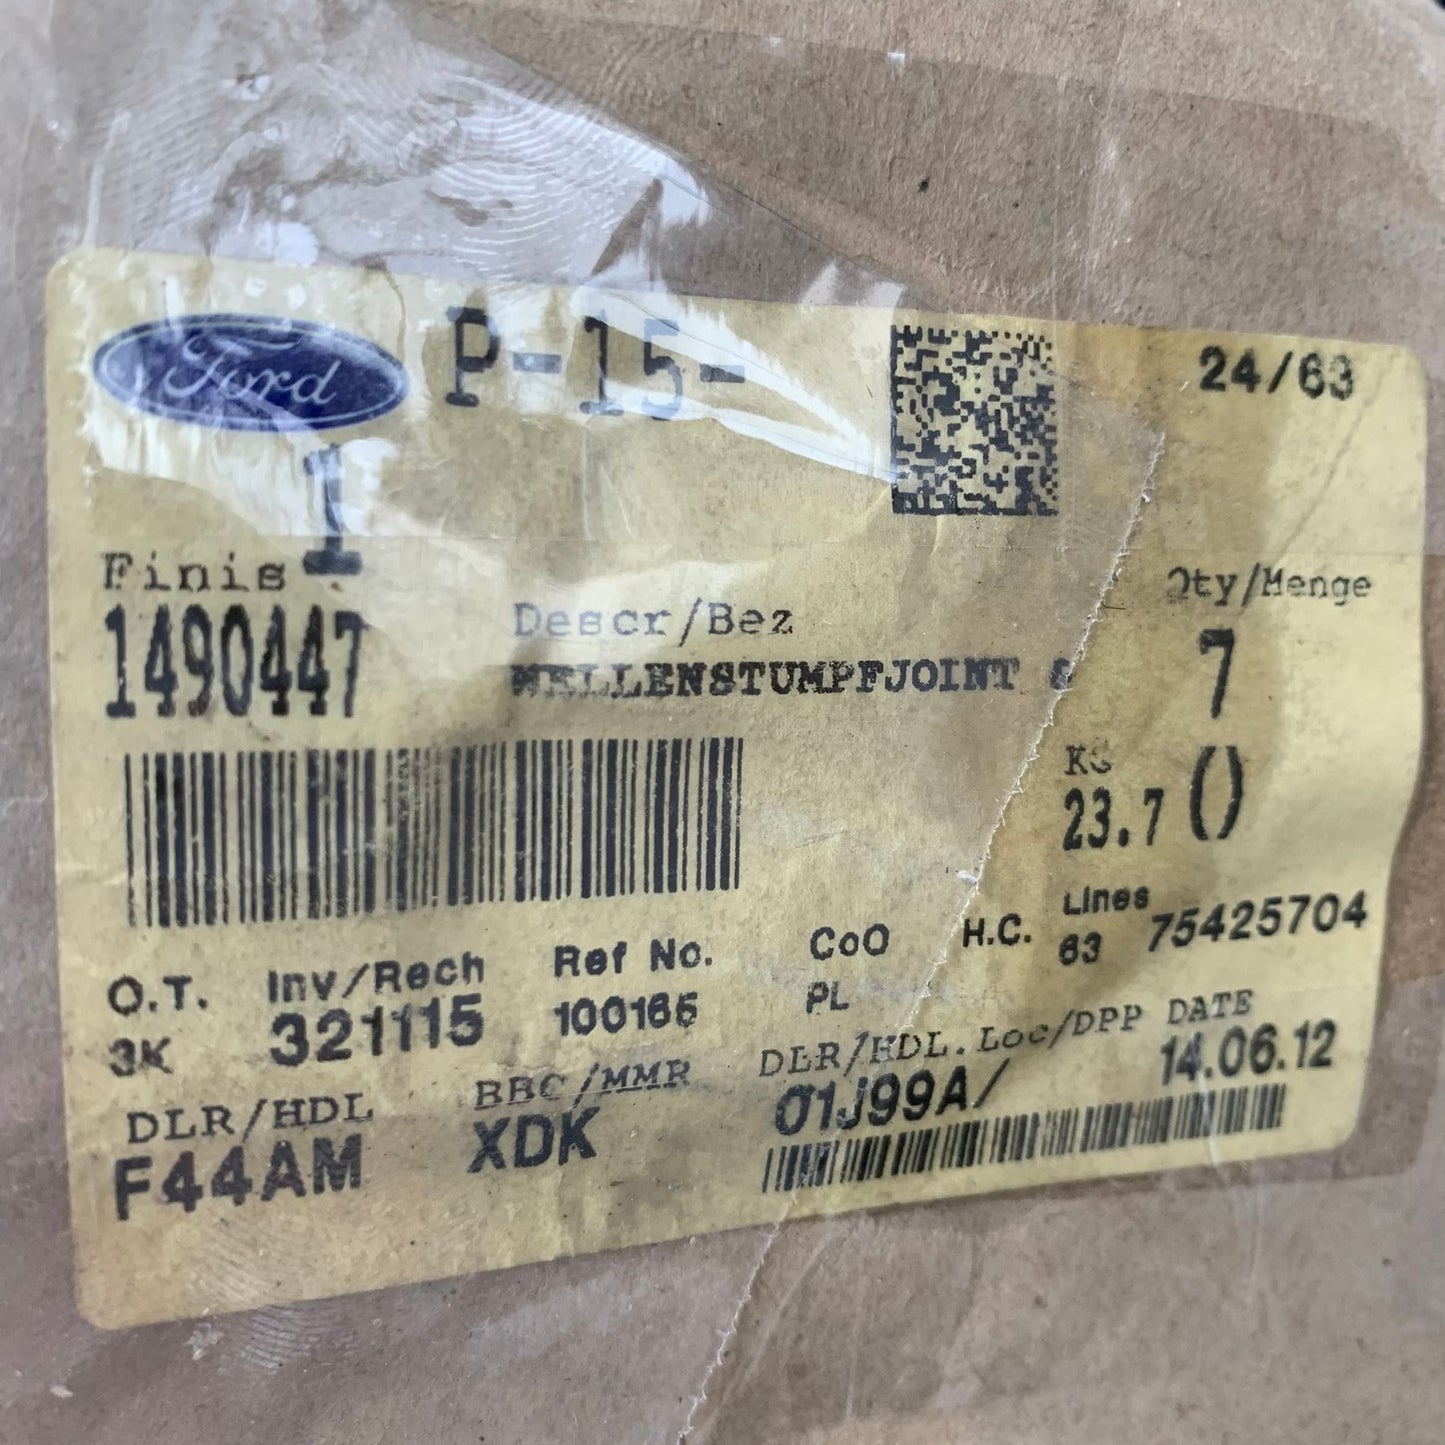 Ford P-15- 24/63
1
Finis Descr/Bez Qty/Menge
1490447 WELLENSTUMPFJOINT & 7
KG
23.7 ()
O.T. Inv/Rech Ref No. CoO H.C. Lines
3K 321115 100165 PL 63 75425704
DLR/HDL BBC/MMR DLR/HDL.Loc/DPP DATE
F44AM XDK 01J99A/ 14.06.12